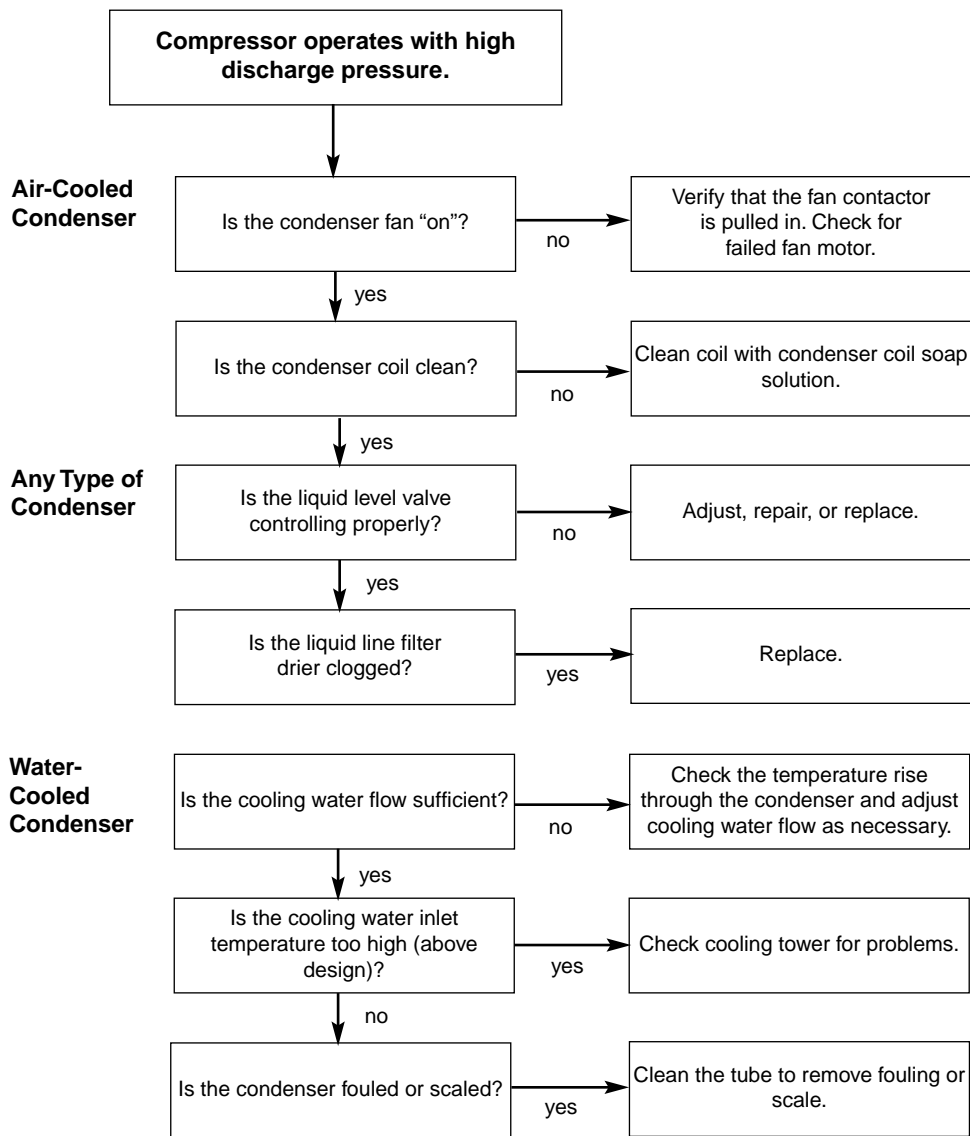 Compressor operates with high
discharge pressure.
Air-Cooled
Condenser
Is the condenser fan “on”?
no
Verify that the fan contactor
is pulled in. Check for
failed fan motor.
yes
Is the condenser coil clean?
no
Clean coil with condenser coil soap
solution.
yes
Any Type of
Condenser
Is the liquid level valve
controlling properly?
no
Adjust, repair, or replace.
yes
Is the liquid line filter
drier clogged?
yes
Replace.
Water-
Cooled
Condenser
Is the cooling water flow sufficient?
no
Check the temperature rise
through the condenser and adjust
cooling water flow as necessary.
yes
Is the cooling water inlet
temperature too high (above
design)?
yes
Check cooling tower for problems.
no
Is the condenser fouled or scaled?
yes
Clean the tube to remove fouling or
scale.